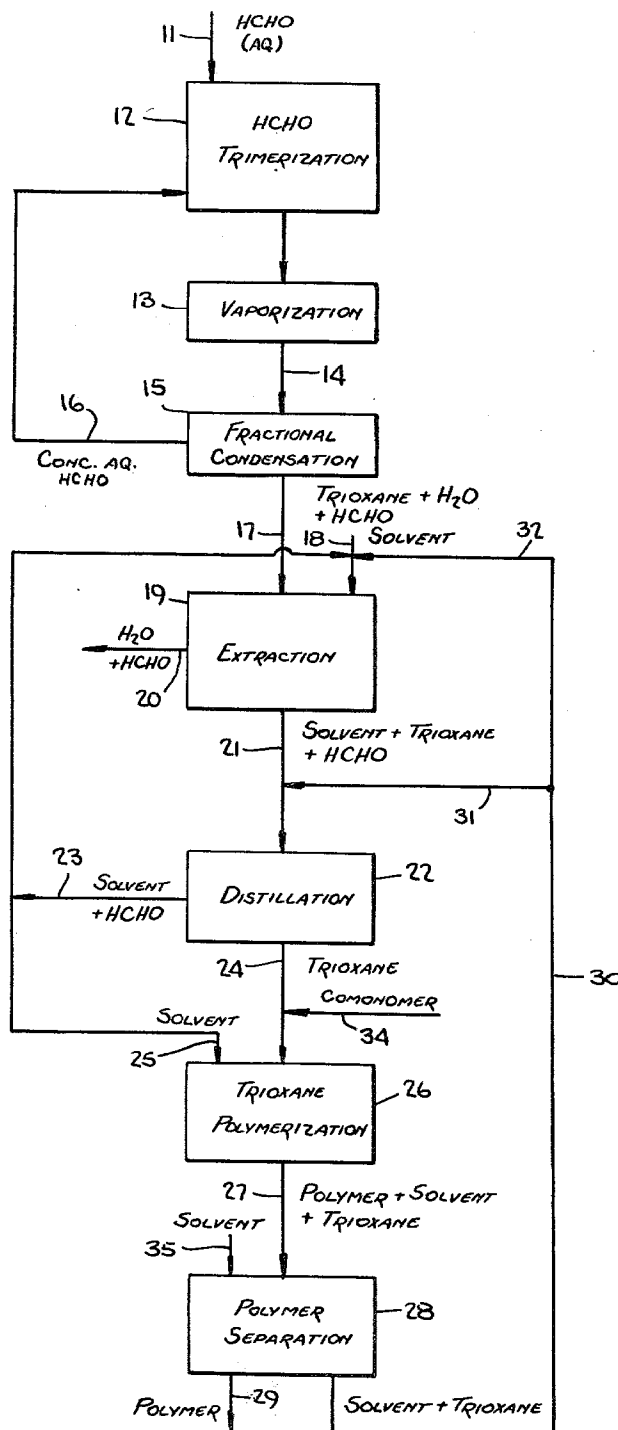 11
HCHO
(AQ)
12
HCHO
TRIMERIZATION
13
VAPORIZATION
14
15
16
FRACTIONAL
CONDENSATION
CONC. AQ.
HCHO
TRIOXANE + H₂O
+ HCHO
17
18
SOLVENT
32
19
EXTRACTION
H₂O
+HCHO
20
21
SOLVENT + TRIOXANE
+ HCHO
31
23
SOLVENT
+HCHO
DISTILLATION
22
24
TRIOXANE
30
COMONOMER
34
SOLVENT
25
TRIOXANE
POLYMERIZATION
26
27
POLYMER + SOLVENT
+ TRIOXANE
SOLVENT
35
POLYMER
SEPARATION
28
POLYMER
29
SOLVENT + TRIOXANE